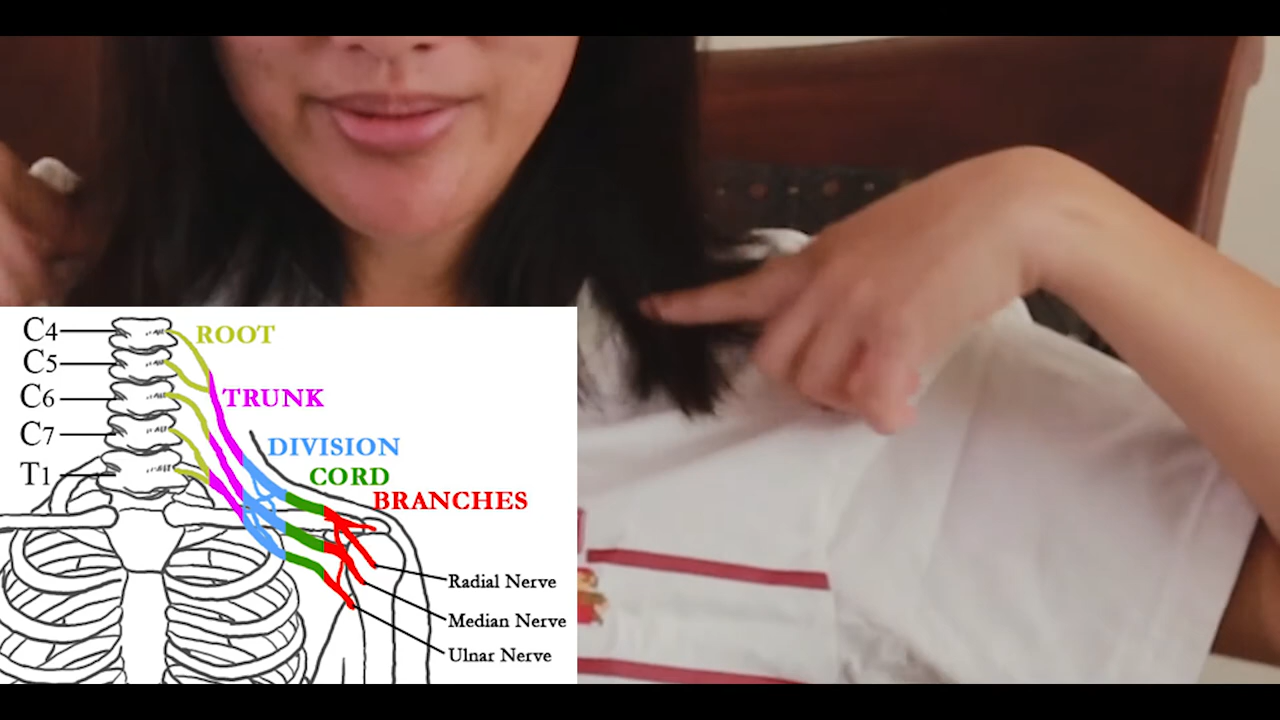 C4
ROOT
C5
C6
TRUNK
C7
DIVISION
T1
CORD
BRANCHES
Radial Nerve
Median Nerve
Ulnar Nerve